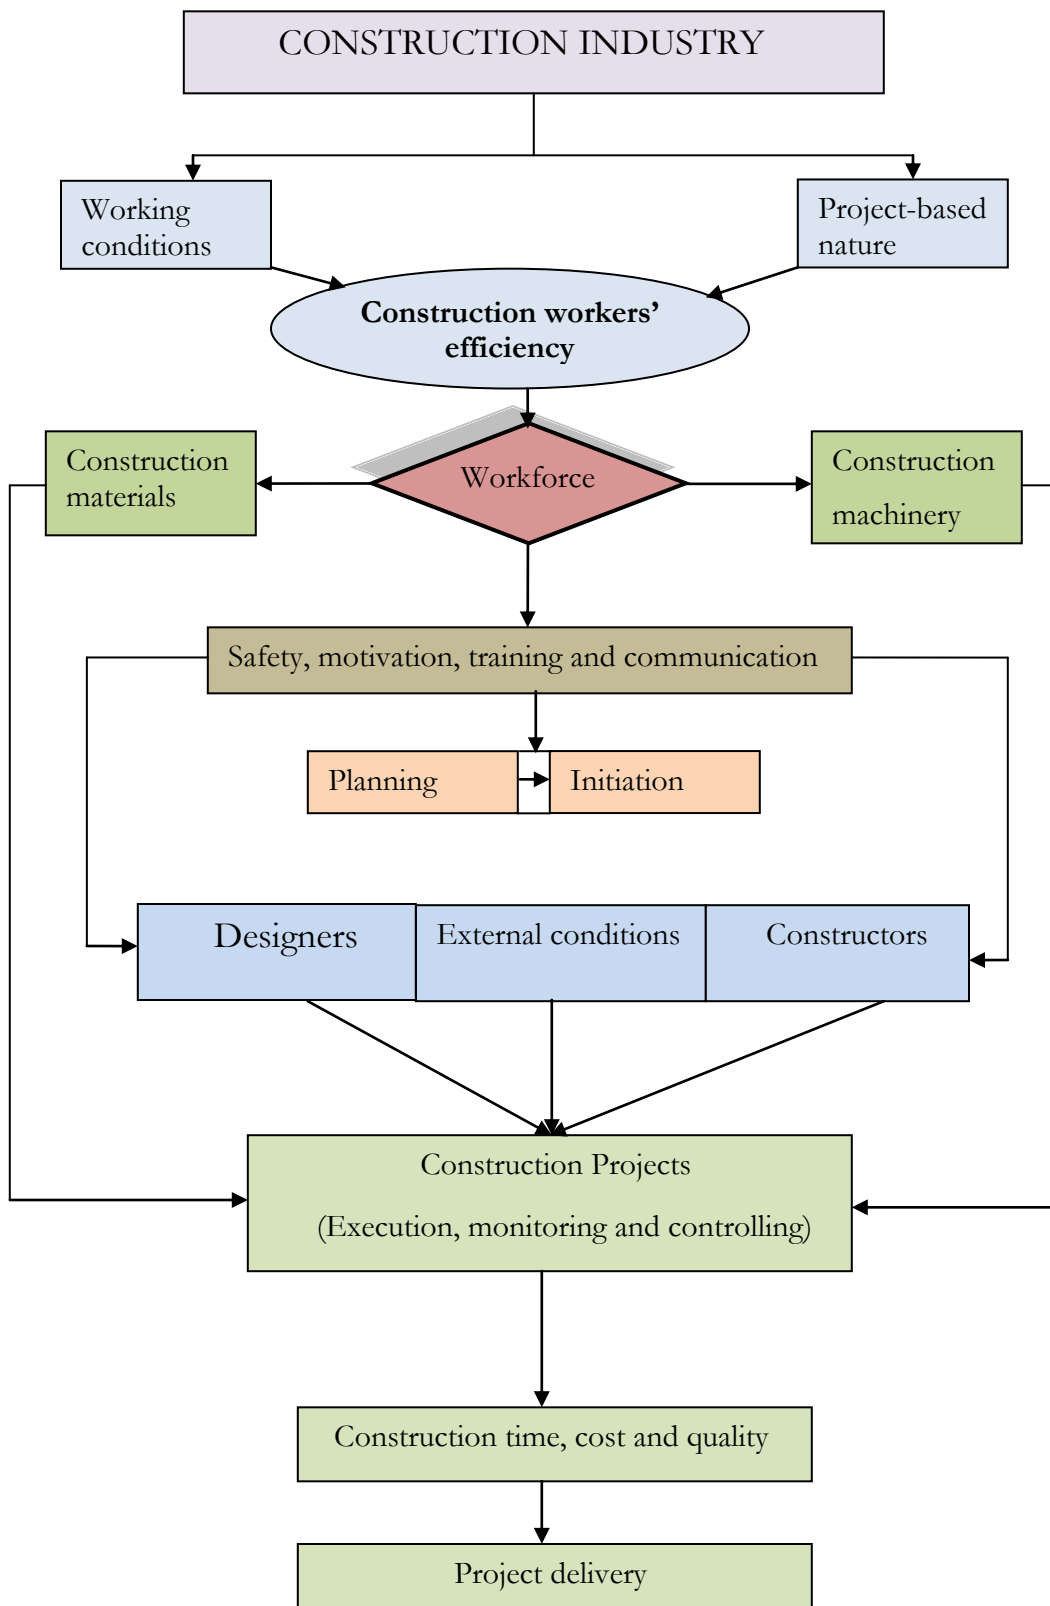 CONSTRUCTION INDUSTRY
Working
conditions
Project-based
nature
Construction workers’
efficiency
Construction
materials
Workforce
Construction
machinery
Safety, motivation, training and communication
Planning
Initiation
Designers
External conditions
Constructors
Construction Projects
(Execution, monitoring and controlling)
Construction time, cost and quality
Project delivery